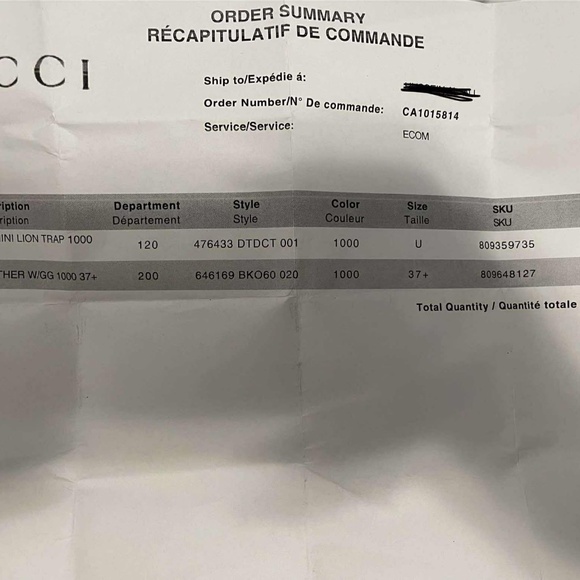 ORDER SUMMARY
RÉCAPITULATIF DE COMMANDE
CCI
Ship to/Expédie á:
Order Number/N° De commande: CA1015814
Service/Service: ECOM
ription Department Style Color Size SKU
ription Département Style Couleur Taille SKU
INI LION TRAP 1000 120 476433 DTDCT 001 1000 U 809359735
THER W/GG 1000 37+ 200 646169 BKO60 020 1000 37+ 809648127
Total Quantity / Quantité totale